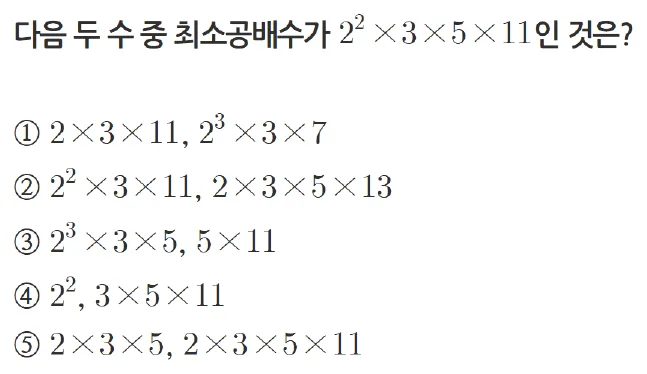 다음 두 수 중 최소공배수가 2² × 3 × 5 × 11인 것은?
① 2 × 3 × 11, 2³ × 3 × 7
② 2² × 3 × 11, 2 × 3 × 5 × 13
③ 2³ × 3 × 5, 5 × 11
④ 2², 3 × 5 × 11
⑤ 2 × 3 × 5, 2 × 3 × 5 × 11